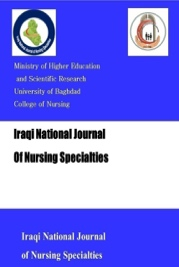 Ministry of Higher Education
and Scientific Research
University of Baghdad
College of Nursing
Iraqi National Journal
Of Nursing Specialties
Iraqi National Journal
of Nursing Specialties